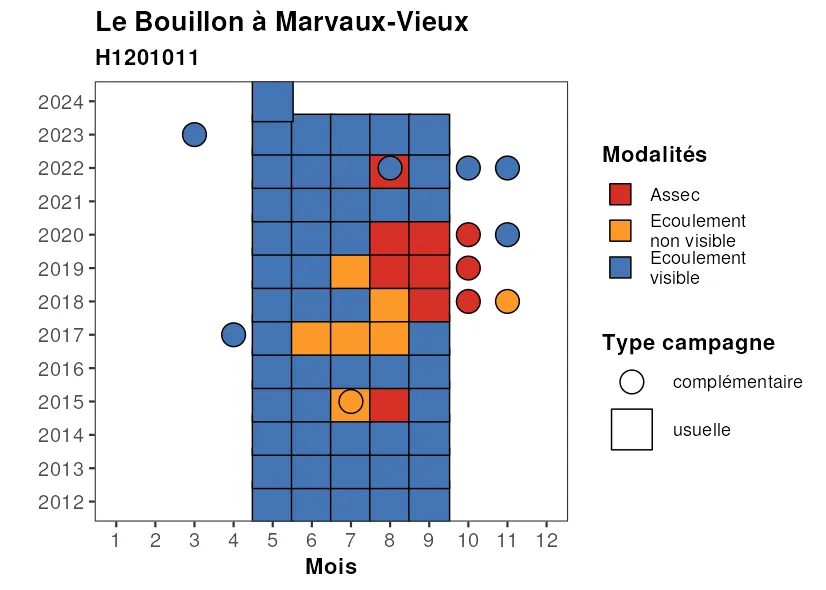 Le Bouillon à Marvaux-Vieux
H1201011
2024
2023
2022
2021
2020
2019
2018
2017
2016
2015
2014
2013
2012
1 2 3 4 5 6 7 8 9 10 11 12
Mois
Modalités
Assec
Ecoulement
non visible
Ecoulement
visible
Type campagne
complémentaire
usuelle